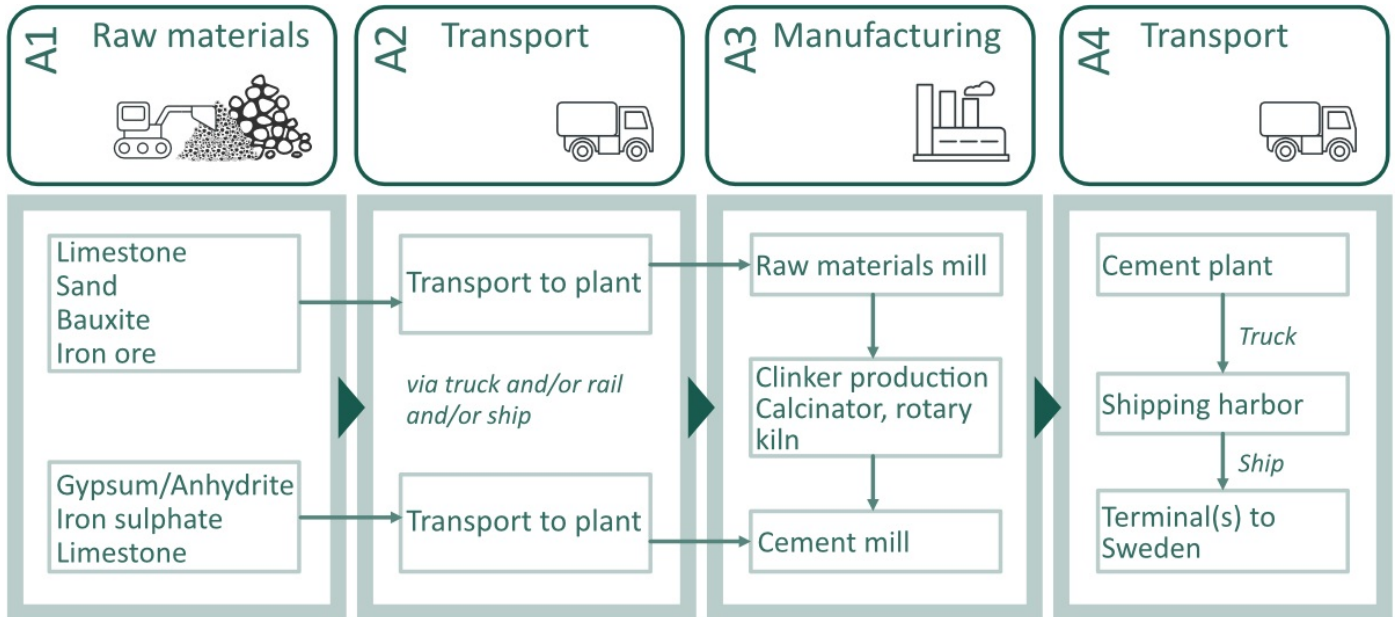 A1 Raw materials
A2 Transport
A3 Manufacturing
A4 Transport
Limestone
Sand
Bauxite
Iron ore
Gypsum/Anhydrite
Iron sulphate
Limestone
Transport to plant
via truck and/or rail
and/or ship
Transport to plant
Raw materials mill
Clinker production
Calcinator, rotary
kiln
Cement mill
Cement plant
Truck
Shipping harbor
Ship
Terminal(s) to
Sweden